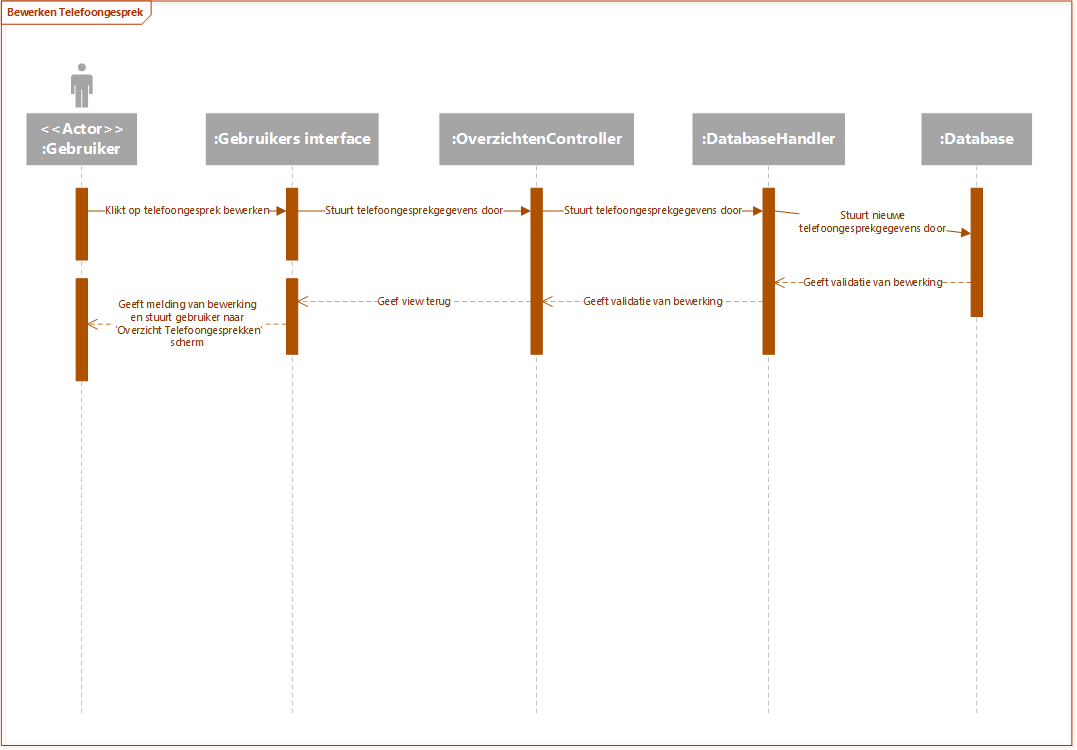 Bewerken Telefoongesprek
<<Actor>>
:Gebruiker
:Gebruikers interface
:OverzichtenController
:DatabaseHandler
:Database
Klikt op telefoongesprek bewerken
Stuurt telefoongesprekgegevens door
Stuurt telefoongesprekgegevens door
Stuurt nieuwe
telefoongesprekgegevens door
Geeft validatie van bewerking
Geeft validatie van bewerking
Geef view terug
Geeft melding van bewerking
en stuurt gebruiker naar
'Overzicht Telefoongesprekken'
scherm